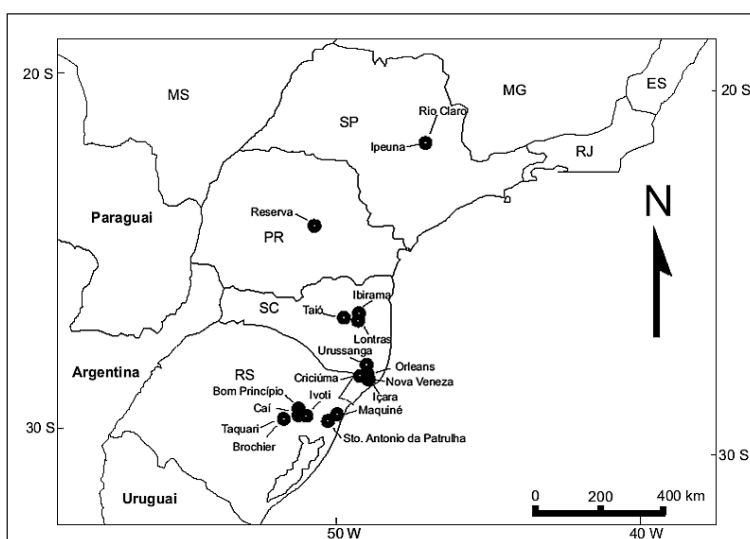 20 S
MS
SP
MG
ES
20 S
Rio Claro
Ipeuna
RJ
Paraguai
Reserva
PR
N
Ibirama
SC
Taió
Lontras
Urussanga
Argentina
Orleans
RS
Criciúma
Nova Veneza
Bom Princípio
Ivoti
Içara
Caí
Maquiné
Taquari
30 S
Brochier
Sto. Antonio da Patrulha
30 S
Uruguai
0 200 400 km
50 W
40 W